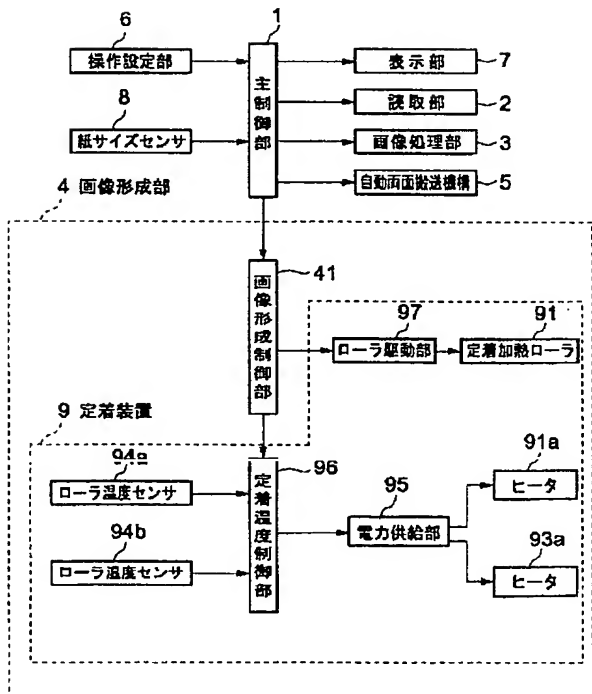 1
6
操作設定部
主制御部
表示部
7
8
紙サイズセンサ
読取部
2
画像処理部
3
自動両面搬送機構
5
4 画像形成部
41
画像形成制御部
97
ローラ駆動部
91
定着加熱ローラ
9 定着装置
94a
ローラ温度センサ
96
定着温度制御部
94b
ローラ温度センサ
95
電力供給部
91a
ヒータ
93a
ヒータ